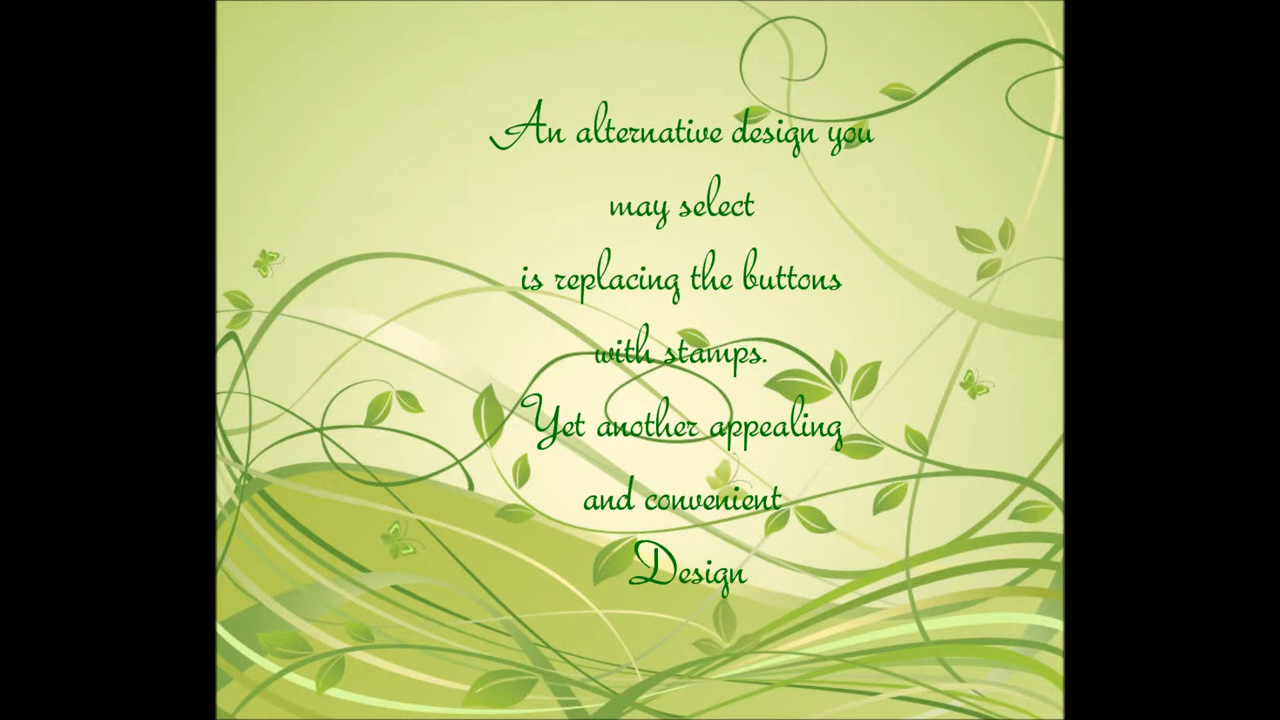 An alternative design you
may select
is replacing the buttons
with stamps.
Yet another appealing
and convenient
Design